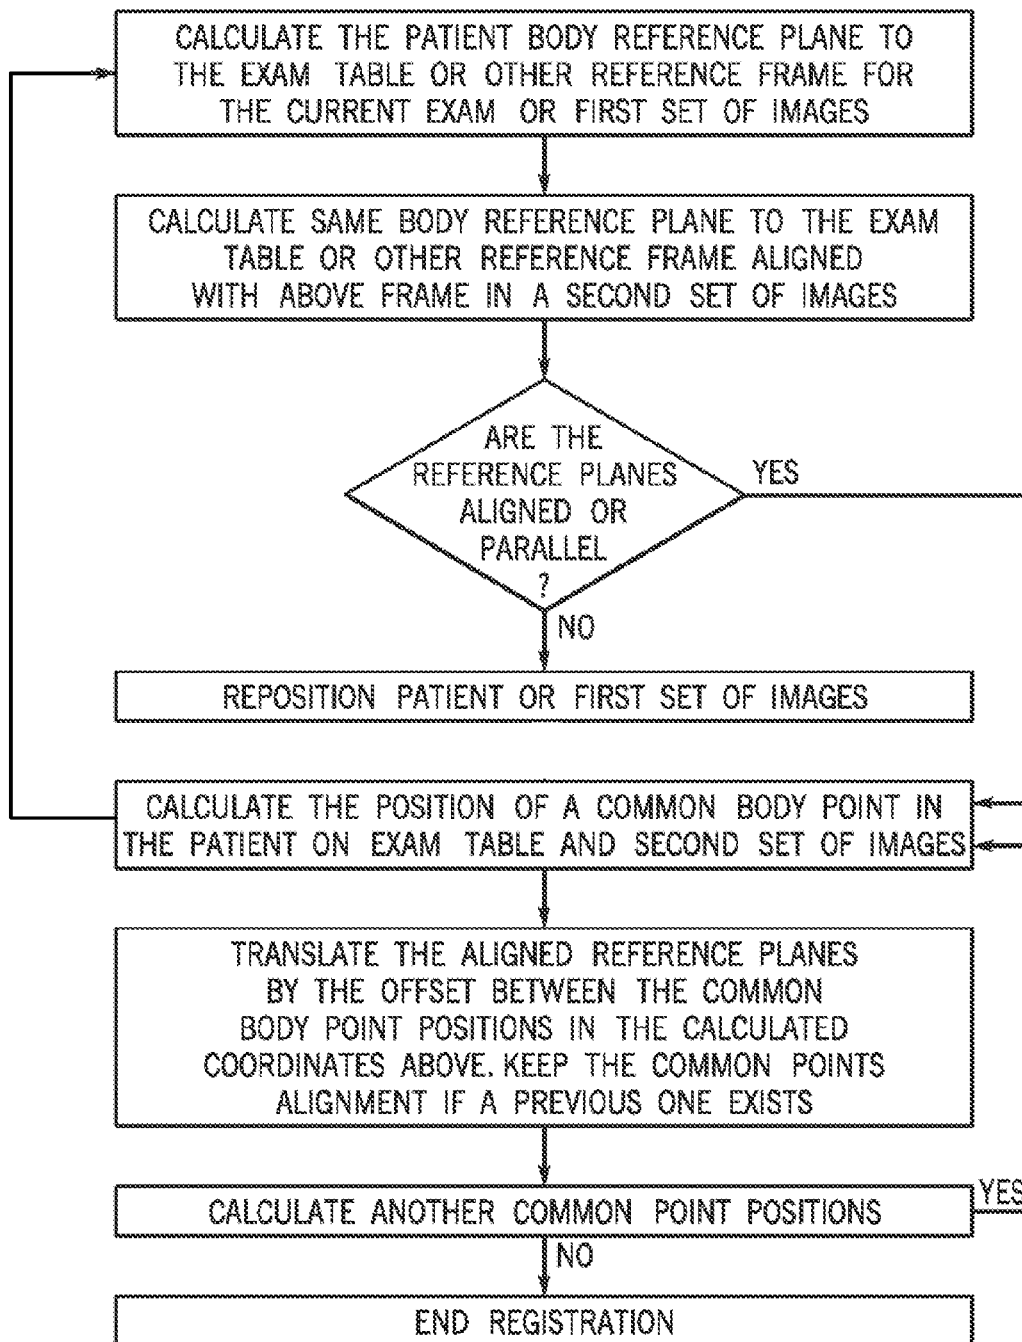 CALCULATE THE PATIENT BODY REFERENCE PLANE TO
THE EXAM TABLE OR OTHER REFERENCE FRAME FOR
THE CURRENT EXAM OR FIRST SET OF IMAGES
CALCULATE SAME BODY REFERENCE PLANE TO THE EXAM
TABLE OR OTHER REFERENCE FRAME ALIGNED
WITH ABOVE FRAME IN A SECOND SET OF IMAGES
ARE THE
REFERENCE PLANES
ALIGNED OR
PARALLEL
?
YES
NO
REPOSITION PATIENT OR FIRST SET OF IMAGES
CALCULATE THE POSITION OF A COMMON BODY POINT IN
THE PATIENT ON EXAM TABLE AND SECOND SET OF IMAGES
TRANSLATE THE ALIGNED REFERENCE PLANES
BY THE OFFSET BETWEEN THE COMMON
BODY POINT POSITIONS IN THE CALCULATED
COORDINATES ABOVE. KEEP THE COMMON POINTS
ALIGNMENT IF A PREVIOUS ONE EXISTS
CALCULATE ANOTHER COMMON POINT POSITIONS
YES
NO
END REGISTRATION